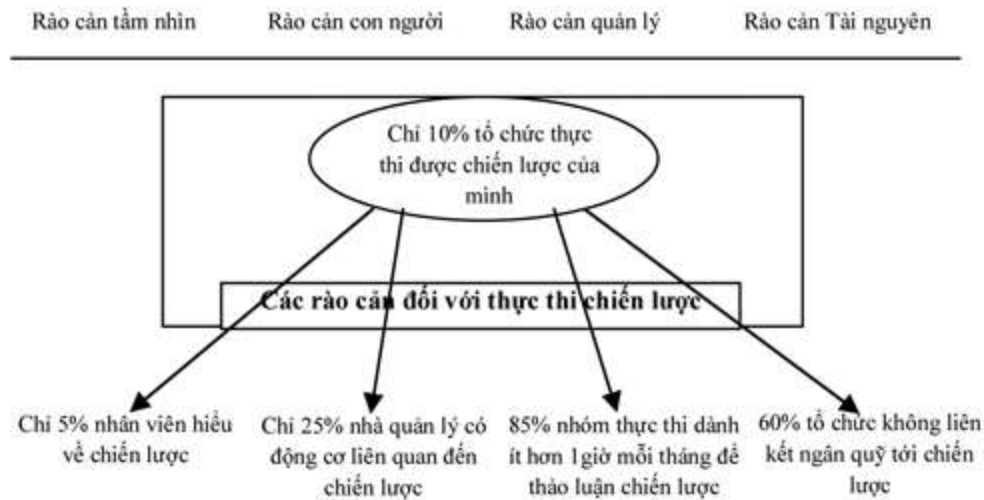 Rào cản tầm nhìn
Rào cản con người
Rào cản quản lý
Rào cản Tài nguyên
Chỉ 10% tổ chức thực
thi được chiến lược của
mình
Các rào cản đối với thực thi chiến lược
Chỉ 5% nhân viên hiểu
về chiến lược
Chỉ 25% nhà quản lý có
động cơ liên quan đến
chiến lược
85% nhóm thực thi dành
ít hơn 1giờ mỗi tháng để
thảo luận chiến lược
60% tổ chức không liên
kết ngân quỹ tới chiến
lược